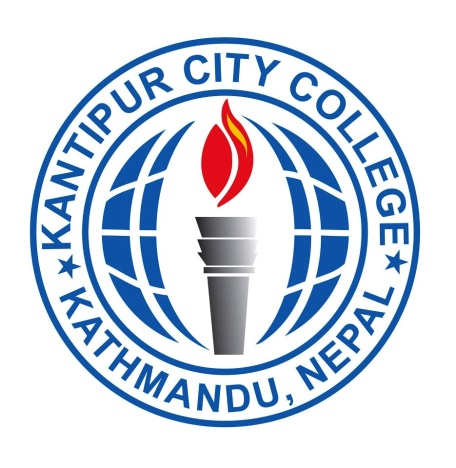 KANTIPUR CITY COLLEGE
KATHMANDU, NEPAL